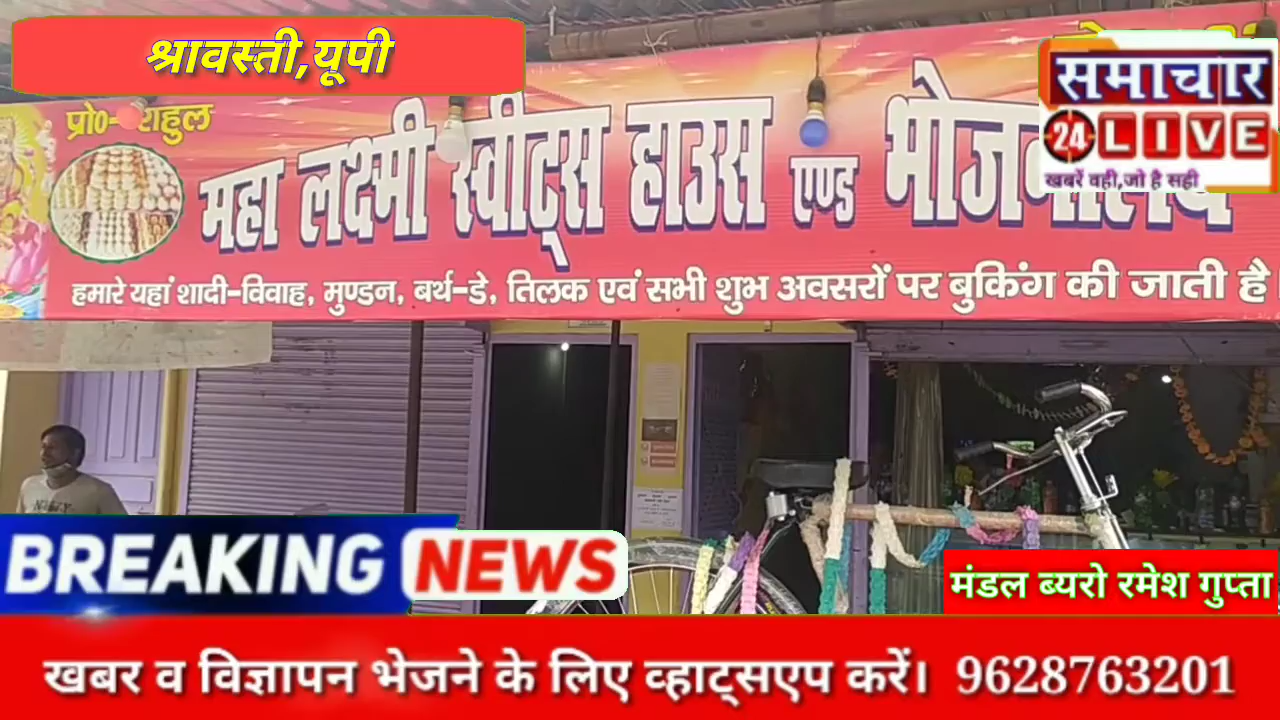 श्रावस्ती,यूपी
समाचार
24 LIVE
खबरें वही,जो है सही
प्रो०- राहुल
महा लक्ष्मी स्वीट्स हाउस एण्ड
हमारे यहां शादी-विवाह, मुण्डन, बर्थ-डे, तिलक एवं सभी शुभ अवसरों पर बुकिंग की जाती है
BREAKING NEWS
मंडल ब्यरो रमेश गुप्ता
खबर व विज्ञापन भेजने के लिए व्हाट्सएप करें। 9628763201